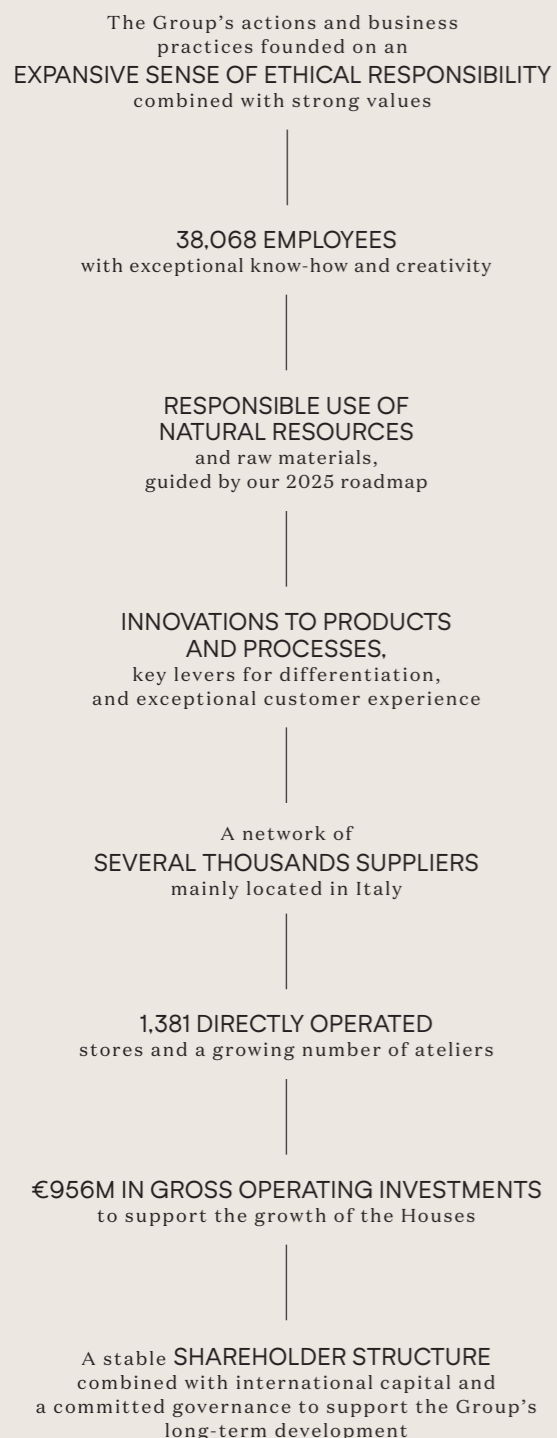 The Group’s actions and business
practices founded on an
EXPANSIVE SENSE OF ETHICAL RESPONSIBILITY
combined with strong values
38,068 EMPLOYEES
with exceptional know-how and creativity
RESPONSIBLE USE OF
NATURAL RESOURCES
and raw materials,
guided by our 2025 roadmap
INNOVATIONS TO PRODUCTS
AND PROCESSES,
key levers for differentiation,
and exceptional customer experience
A network of
SEVERAL THOUSANDS SUPPLIERS
mainly located in Italy
1,381 DIRECTLY OPERATED
stores and a growing number of ateliers
€956M IN GROSS OPERATING INVESTMENTS
to support the growth of the Houses
A stable SHAREHOLDER STRUCTURE
combined with international capital and
a committed governance to support the Group’s
long-term development